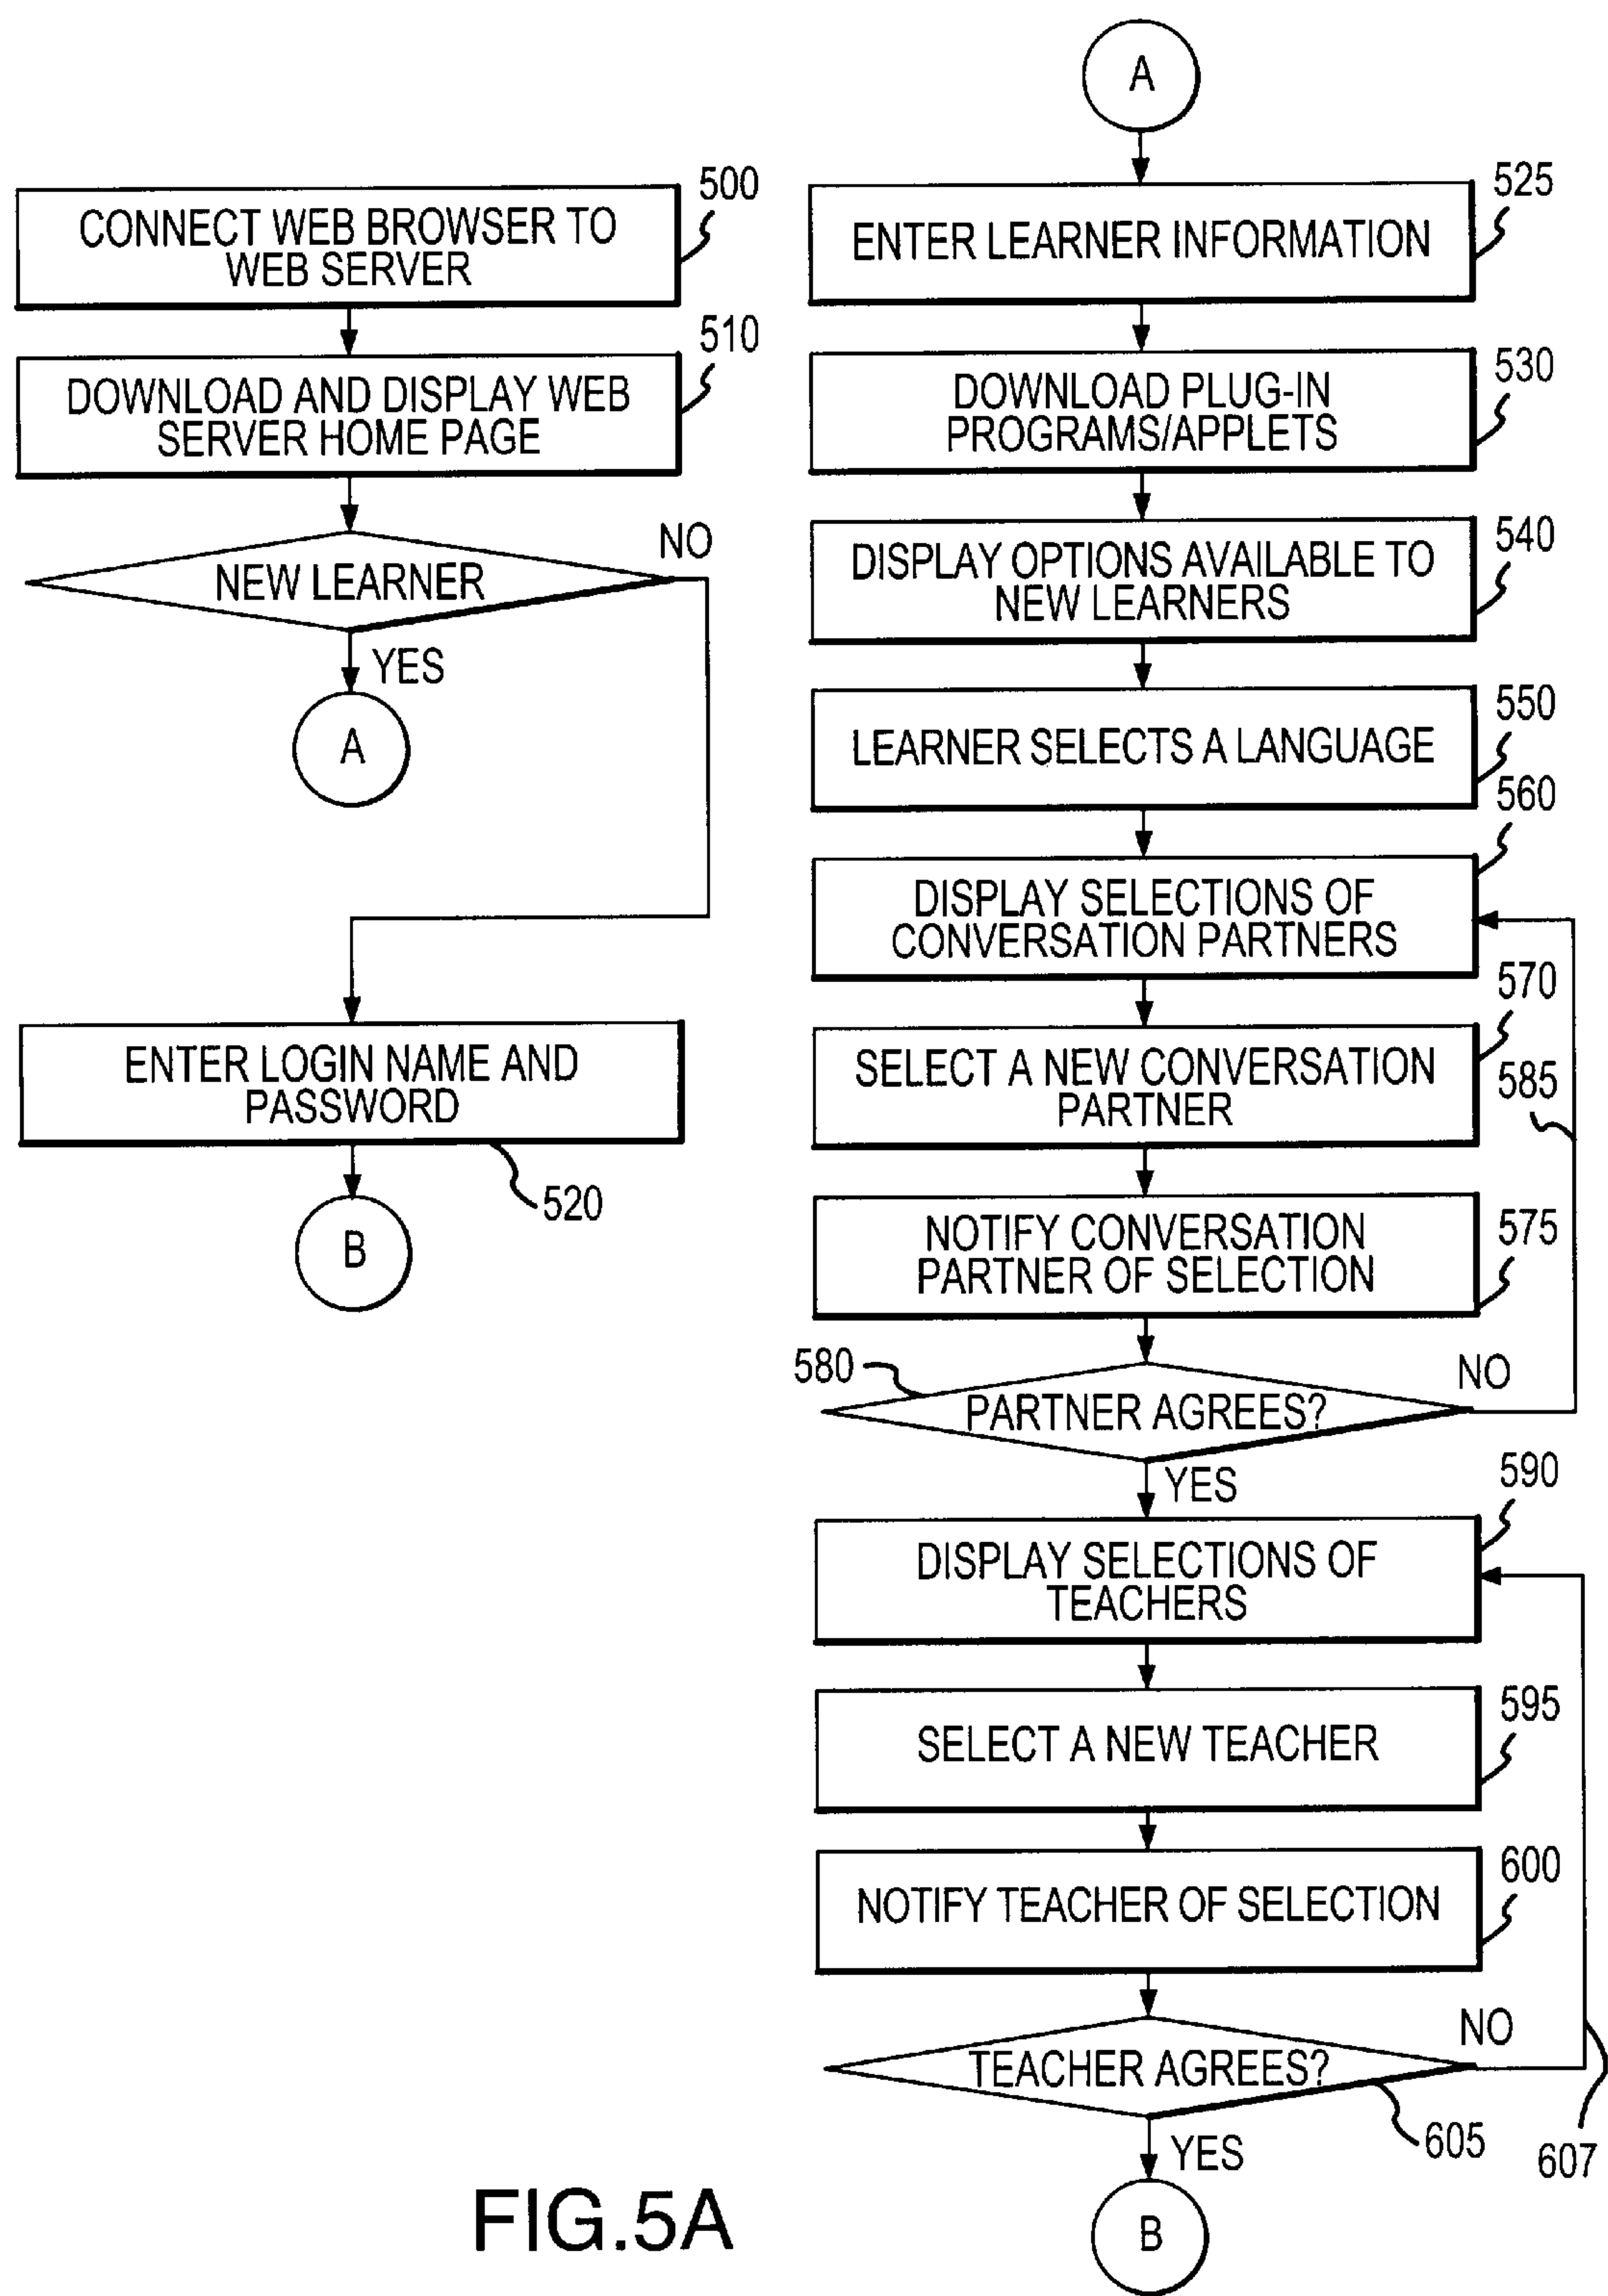 500
CONNECT WEB BROWSER TO
WEB SERVER
510
DOWNLOAD AND DISPLAY WEB
SERVER HOME PAGE
NO
NEW LEARNER
YES
A
ENTER LOGIN NAME AND
PASSWORD
520
B
A
525
ENTER LEARNER INFORMATION
530
DOWNLOAD PLUG-IN
PROGRAMS/APPLETS
540
DISPLAY OPTIONS AVAILABLE TO
NEW LEARNERS
550
LEARNER SELECTS A LANGUAGE
560
DISPLAY SELECTIONS OF
CONVERSATION PARTNERS
570
SELECT A NEW CONVERSATION
PARTNER
585
575
NOTIFY CONVERSATION
PARTNER OF SELECTION
580
NO
PARTNER AGREES?
YES
590
DISPLAY SELECTIONS OF
TEACHERS
595
SELECT A NEW TEACHER
600
NOTIFY TEACHER OF SELECTION
NO
TEACHER AGREES?
605
607
YES
B
FIG.5A